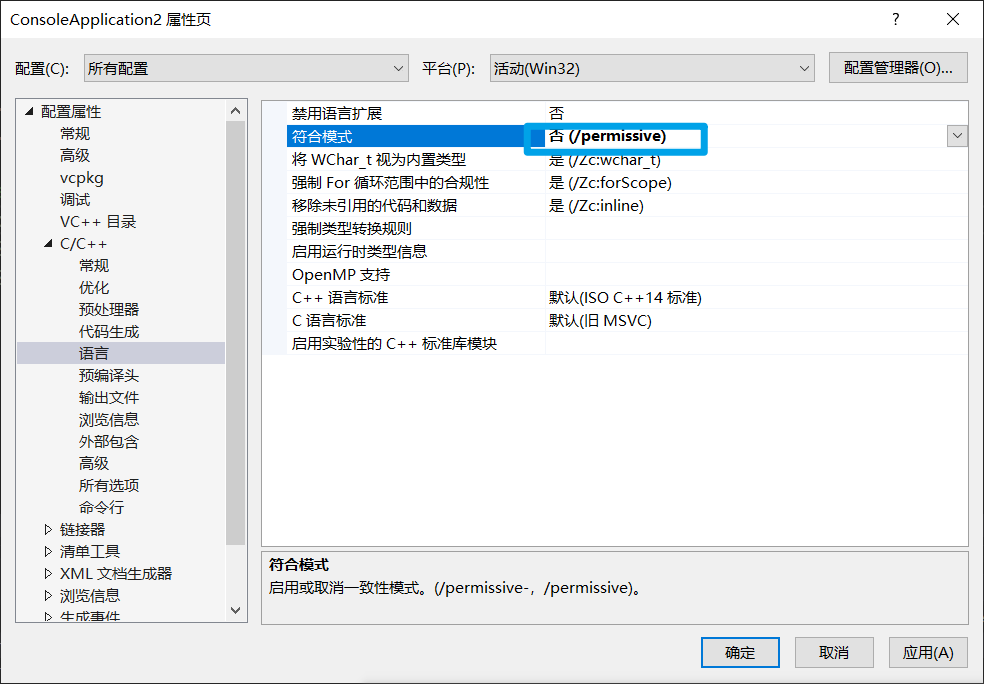 ConsoleApplication2 属性页
配置(C): 所有配置 平台(P): 活动(Win32) 配置管理器(O)...
配置属性
常规
高级
vcpkg
调试
VC++ 目录
C/C++
常规
优化
预处理器
代码生成
语言
预编译头
输出文件
浏览信息
外部包含
高级
所有选项
命令行
链接器
清单工具
XML 文档生成器
浏览信息
生成事件
禁用语言扩展 否
符合模式 否 (/permissive)
将 WChar_t 视为内置类型 是 (/Zc:wchar_t)
强制 For 循环范围中的合规性 是 (/Zc:forScope)
移除未引用的代码和数据 是 (/Zc:inline)
强制类型转换规则
启用运行时类型信息
OpenMP 支持
C++ 语言标准 默认(ISO C++14 标准)
C 语言标准 默认(旧 MSVC)
启用实验性的 C++ 标准库模块
符合模式
启用或取消一致性模式。(/permissive-，/permissive)。
确定 取消 应用(A)